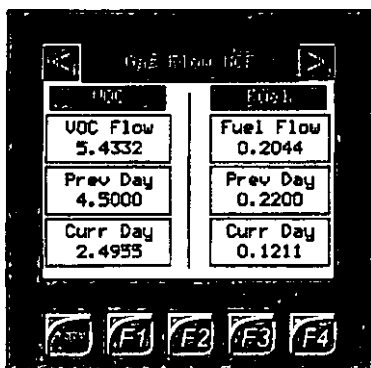 Gas Flow MCF
VOC
Fuel
VOC Flow
5.4332
Prev Day
4.5000
Curr Day
2.4955
Fuel Flow
0.2044
Prev Day
0.2200
Curr Day
0.1211
F1
F2
F3
F4